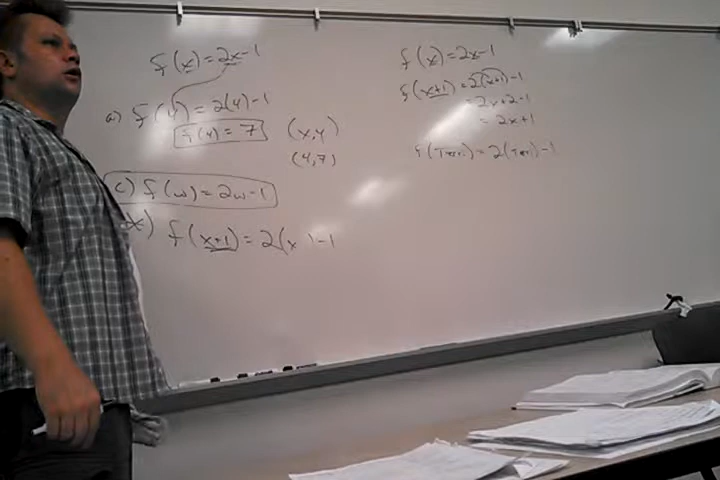 f(x) = 2x-1
a) f(4) = 2(4)-1
f(4) = 7
(x,y)
(4,7)
c) f(w) = 2w-1
*) f(x+1) = 2(x ) -1
f(x) = 2x-1
f(x+1) = 2(x+1)-1
= 2x+2-1
= 2x+1